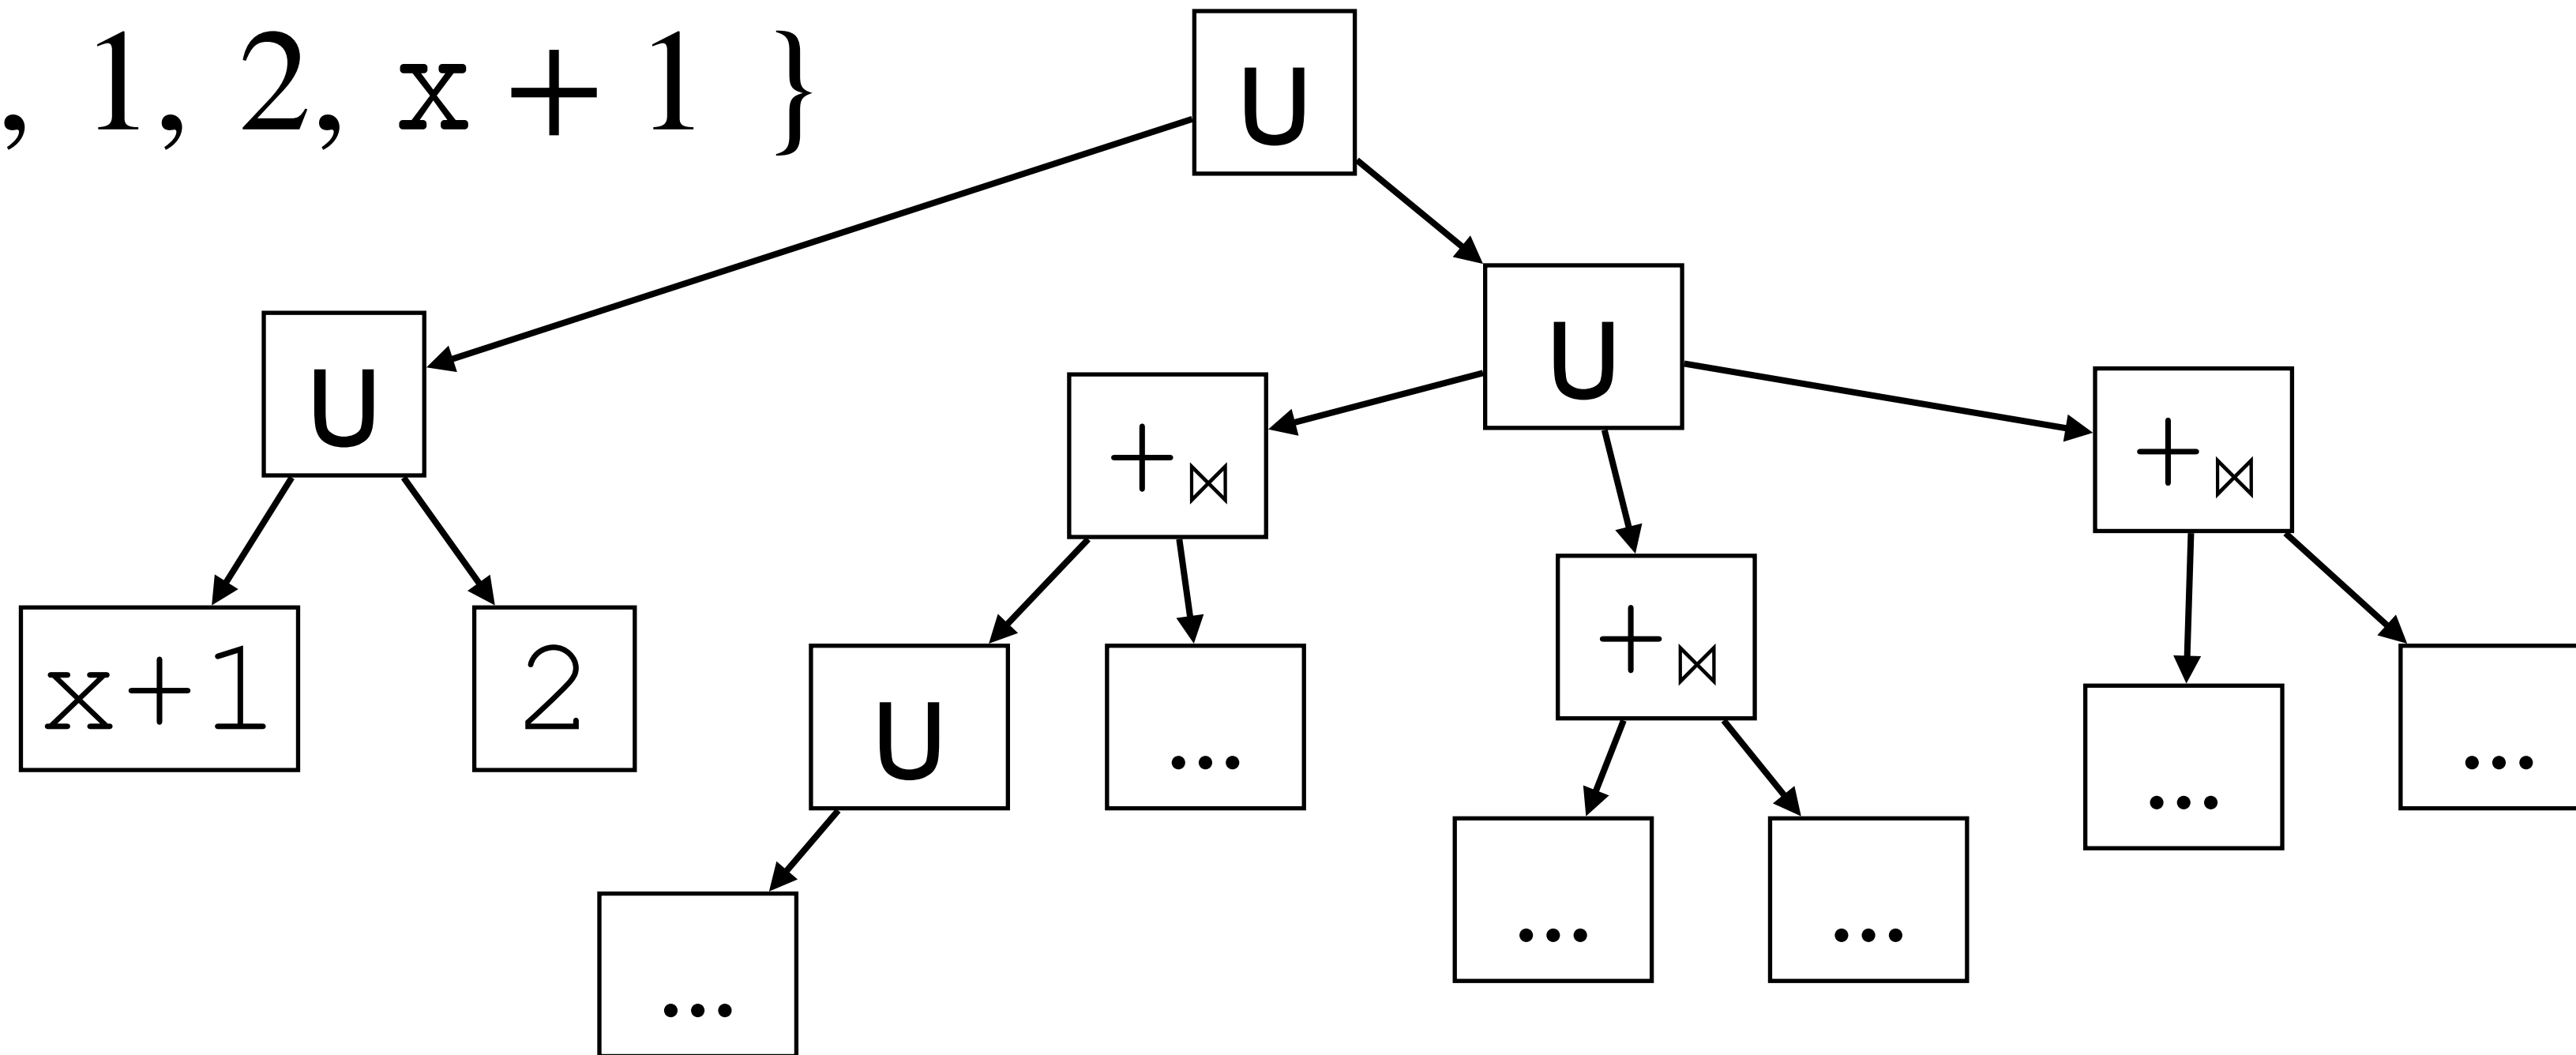 , 1, 2, x + 1 }
U
U
U
+⋈
+⋈
+⋈
x+1
2
U
...
...
...
...
...
...
...